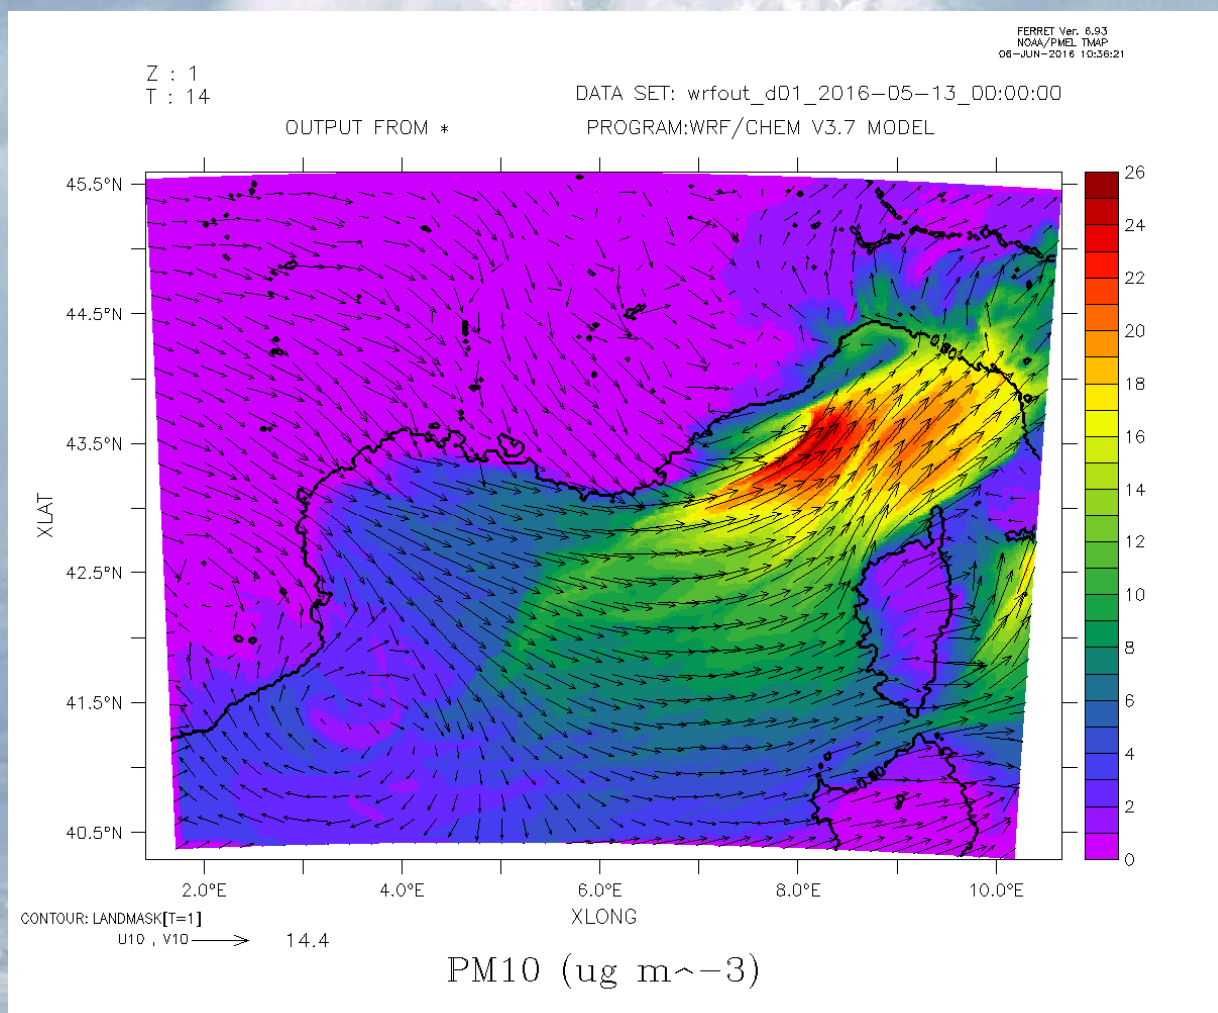 FERRET Ver. 6.93
NOAA/PMEL TMAP
06-JUN-2016 10:36:21
Z : 1
T : 14
DATA SET: wrfout_d01_2016-05-13_00:00:00
OUTPUT FROM *
PROGRAM:WRF/CHEM V3.7 MODEL
45.5°N
44.5°N
43.5°N
42.5°N
41.5°N
40.5°N
XLAT
26
24
22
20
18
16
14
12
10
8
6
4
2
0
0.80
0.80
2.0°E 4.0°E 6.0°E 8.0°E 10.0°E
XLONG
CONTOUR: LANDMASK[T=1]
U10 , V10 14.4
PM10 (ug m^-3)